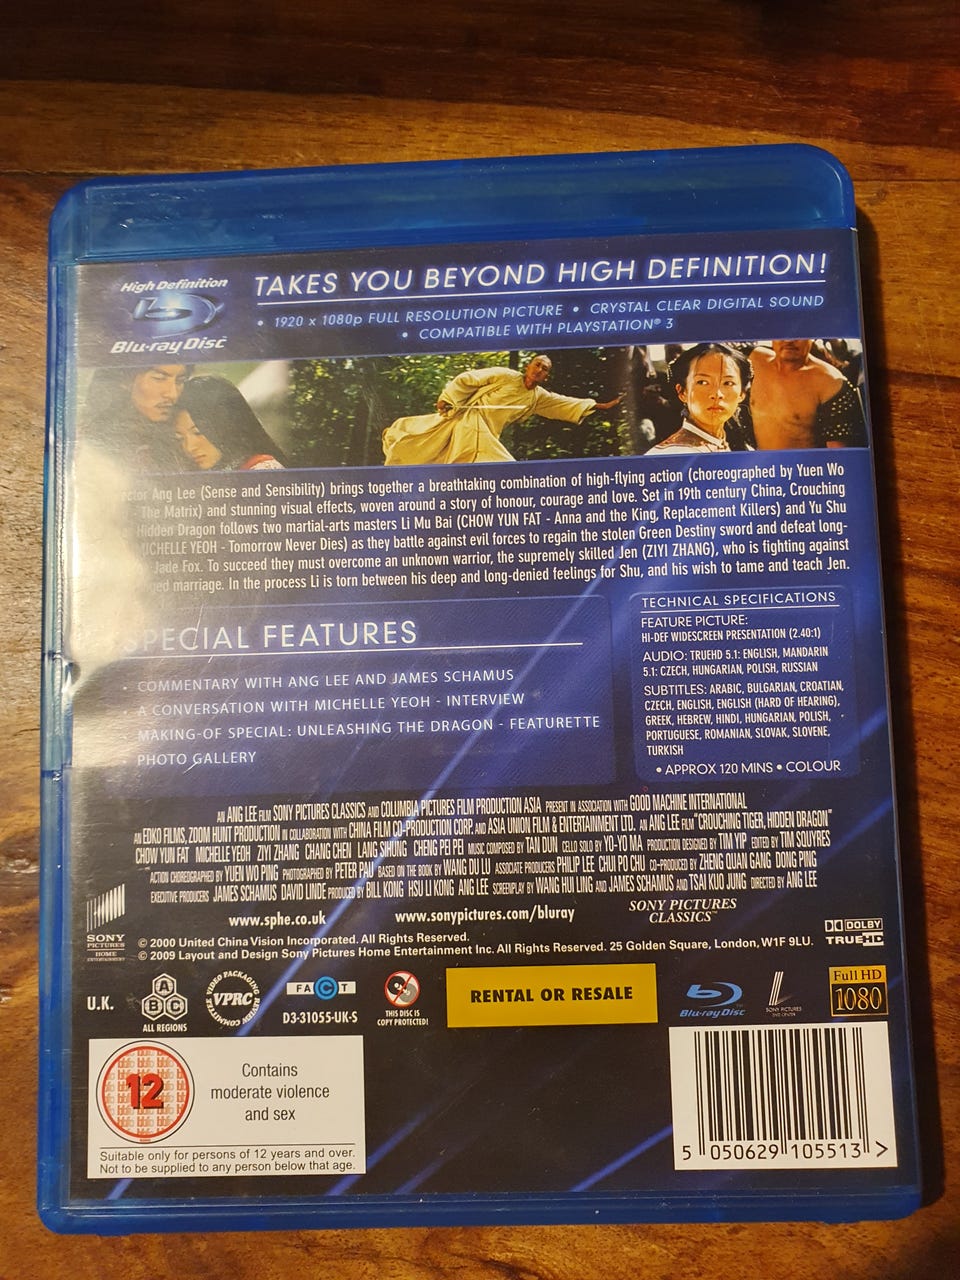 High Definition
Blu-ray Disc
TAKES YOU BEYOND HIGH DEFINITION!
• 1920 x 1080p FULL RESOLUTION PICTURE • CRYSTAL CLEAR DIGITAL SOUND
• COMPATIBLE WITH PLAYSTATION® 3
Ang Lee (Sense and Sensibility) brings together a breathtaking combination of high-flying action (choreographed by Yuen Wo
- The Matrix) and stunning visual effects, woven around a story of honour, courage and love. Set in 19th century China, Crouching
Hidden Dragon follows two martial-arts masters Li Mu Bai (CHOW YUN FAT - Anna and the King, Replacement Killers) and Yu Shu
MICHELLE YEOH - Tomorrow Never Dies) as they battle against evil forces to regain the stolen Green Destiny sword and defeat long-
Jade Fox. To succeed they must overcome an unknown warrior, the supremely skilled Jen (ZIYI ZHANG), who is fighting against
marriage. In the process Li is torn between his deep and long-denied feelings for Shu, and his wish to tame and teach Jen.
SPECIAL FEATURES
• COMMENTARY WITH ANG LEE AND JAMES SCHAMUS
• A CONVERSATION WITH MICHELLE YEOH - INTERVIEW
• MAKING-OF SPECIAL: UNLEASHING THE DRAGON - FEATURETTE
• PHOTO GALLERY
TECHNICAL SPECIFICATIONS
FEATURE PICTURE:
HI-DEF WIDESCREEN PRESENTATION (2.40:1)
AUDIO: TRUEHD 5.1: ENGLISH, MANDARIN
5.1: CZECH, HUNGARIAN, POLISH, RUSSIAN
SUBTITLES: ARABIC, BULGARIAN, CROATIAN,
CZECH, ENGLISH, ENGLISH (HARD OF HEARING),
GREEK, HEBREW, HINDI, HUNGARIAN, POLISH,
PORTUGUESE, ROMANIAN, SLOVAK, SLOVENE,
TURKISH
• APPROX 120 MINS • COLOUR
AN ANG LEE FILM SONY PICTURES CLASSICS AND COLUMBIA PICTURES FILM PRODUCTION ASIA PRESENT IN ASSOCIATION WITH GOOD MACHINE INTERNATIONAL
AN EDKO FILMS, ZOOM HUNT PRODUCTION IN COLLABORATION WITH CHINA FILM CO-PRODUCTION CORP. AND ASIA UNION FILM & ENTERTAINMENT LTD. AN ANG LEE FILM "CROUCHING TIGER, HIDDEN DRAGON"
CHOW YUN FAT MICHELLE YEOH ZIYI ZHANG CHANG CHEN LANG SIHUNG CHENG PEI PEI MUSIC COMPOSED BY TAN DUN CELLO SOLO BY YO-YO MA PRODUCTION DESIGNED BY TIM YIP EDITED BY TIM SQUYRES
ACTION CHOREOGRAPHED BY YUEN WO PING PHOTOGRAPHED BY PETER PAU BASED ON THE BOOK BY WANG DU LU ASSOCIATE PRODUCERS PHILIP LEE CHUI PO CHU CO-PRODUCED BY ZHENG QUAN GANG DONG PING
EXECUTIVE PRODUCERS JAMES SCHAMUS DAVID LINDE PRODUCED BY BILL KONG HSU LI KONG ANG LEE SCREENPLAY BY WANG HUI LING AND JAMES SCHAMUS AND TSAI KUO JUNG DIRECTED BY ANG LEE
www.sphe.co.uk www.sonypictures.com/bluray SONY PICTURES
CLASSICS™
SONY
PICTURES
HOME
ENTERTAINMENT
© 2000 United China Vision Incorporated. All Rights Reserved.
© 2009 Layout and Design Sony Pictures Home Entertainment Inc. All Rights Reserved. 25 Golden Square, London, W1F 9LU.
DOLBY
TRUEHD
U.K.
A
B C
ALL REGIONS
VIDEO PACKAGING REVIEW COMMITTEE
VPRC
FACT
D3-31055-UK-S
THIS DISC IS
COPY PROTECTED!
RENTAL OR RESALE
Blu-ray Disc
SONY PICTURES
DVD CENTER
Full HD
1080
12
Contains
moderate violence
and sex
Suitable only for persons of 12 years and over.
Not to be supplied to any person below that age.
5 050629 105513 >